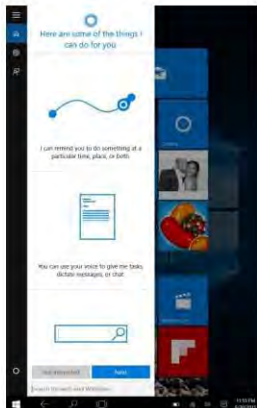 Here are some of the things I
can do for you
I can remind you to do something at a
particular time, place, or both
You can use your voice to give me tasks,
dictate messages, or chat
Not interested
Next
Search the web and Windows